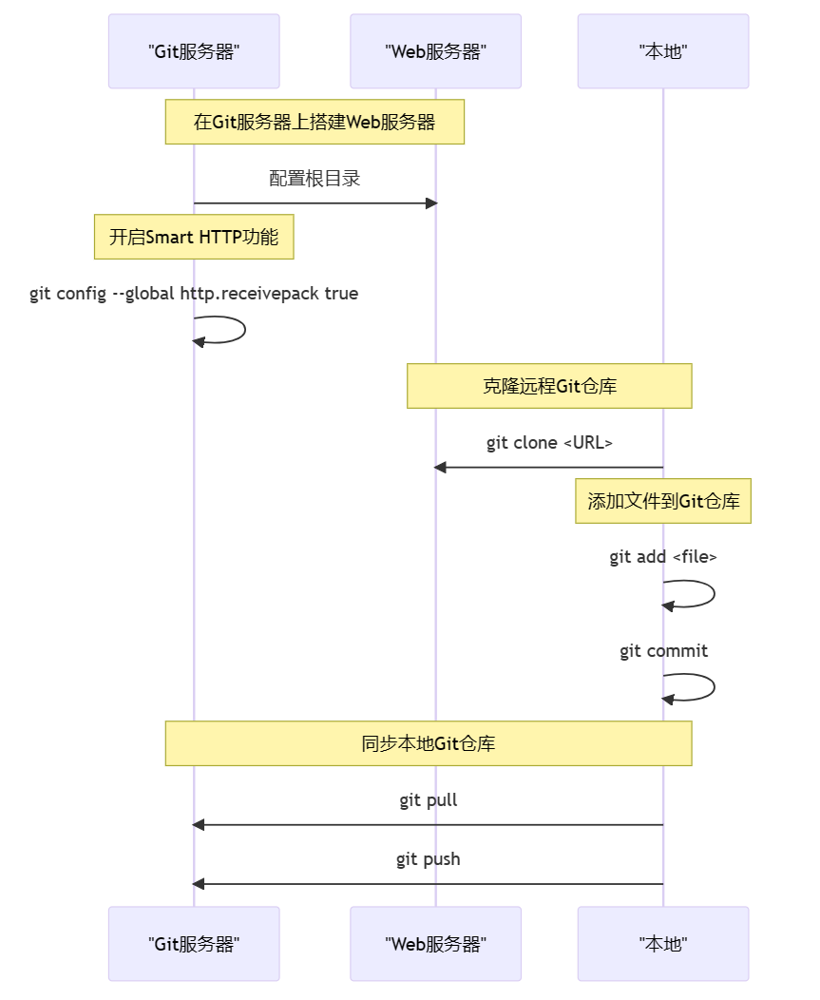 "Git服务器"
"Web服务器"
"本地"
在Git服务器上搭建Web服务器
配置根目录
开启Smart HTTP功能
git config --global http.receivepack true
克隆远程Git仓库
git clone <URL>
添加文件到Git仓库
git add <file>
git commit
同步本地Git仓库
git pull
git push
"Git服务器"
"Web服务器"
"本地"